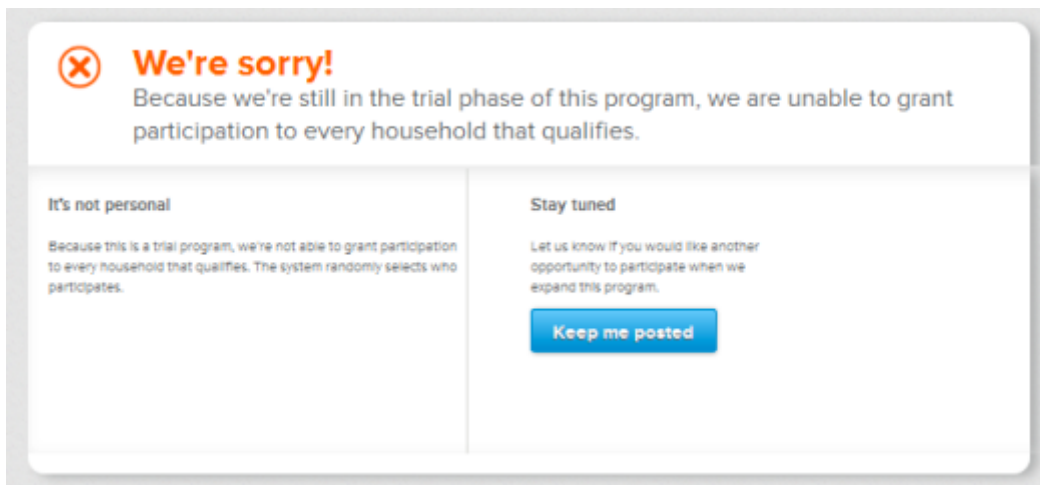 We're sorry!
Because we're still in the trial phase of this program, we are unable to grant
participation to every household that qualifies.
It's not personal
Because this is a trial program, we're not able to grant participation
to every household that qualifies. The system randomly selects who
participates.
Stay tuned
Let us know if you would like another
opportunity to participate when we
expand this program.
Keep me posted